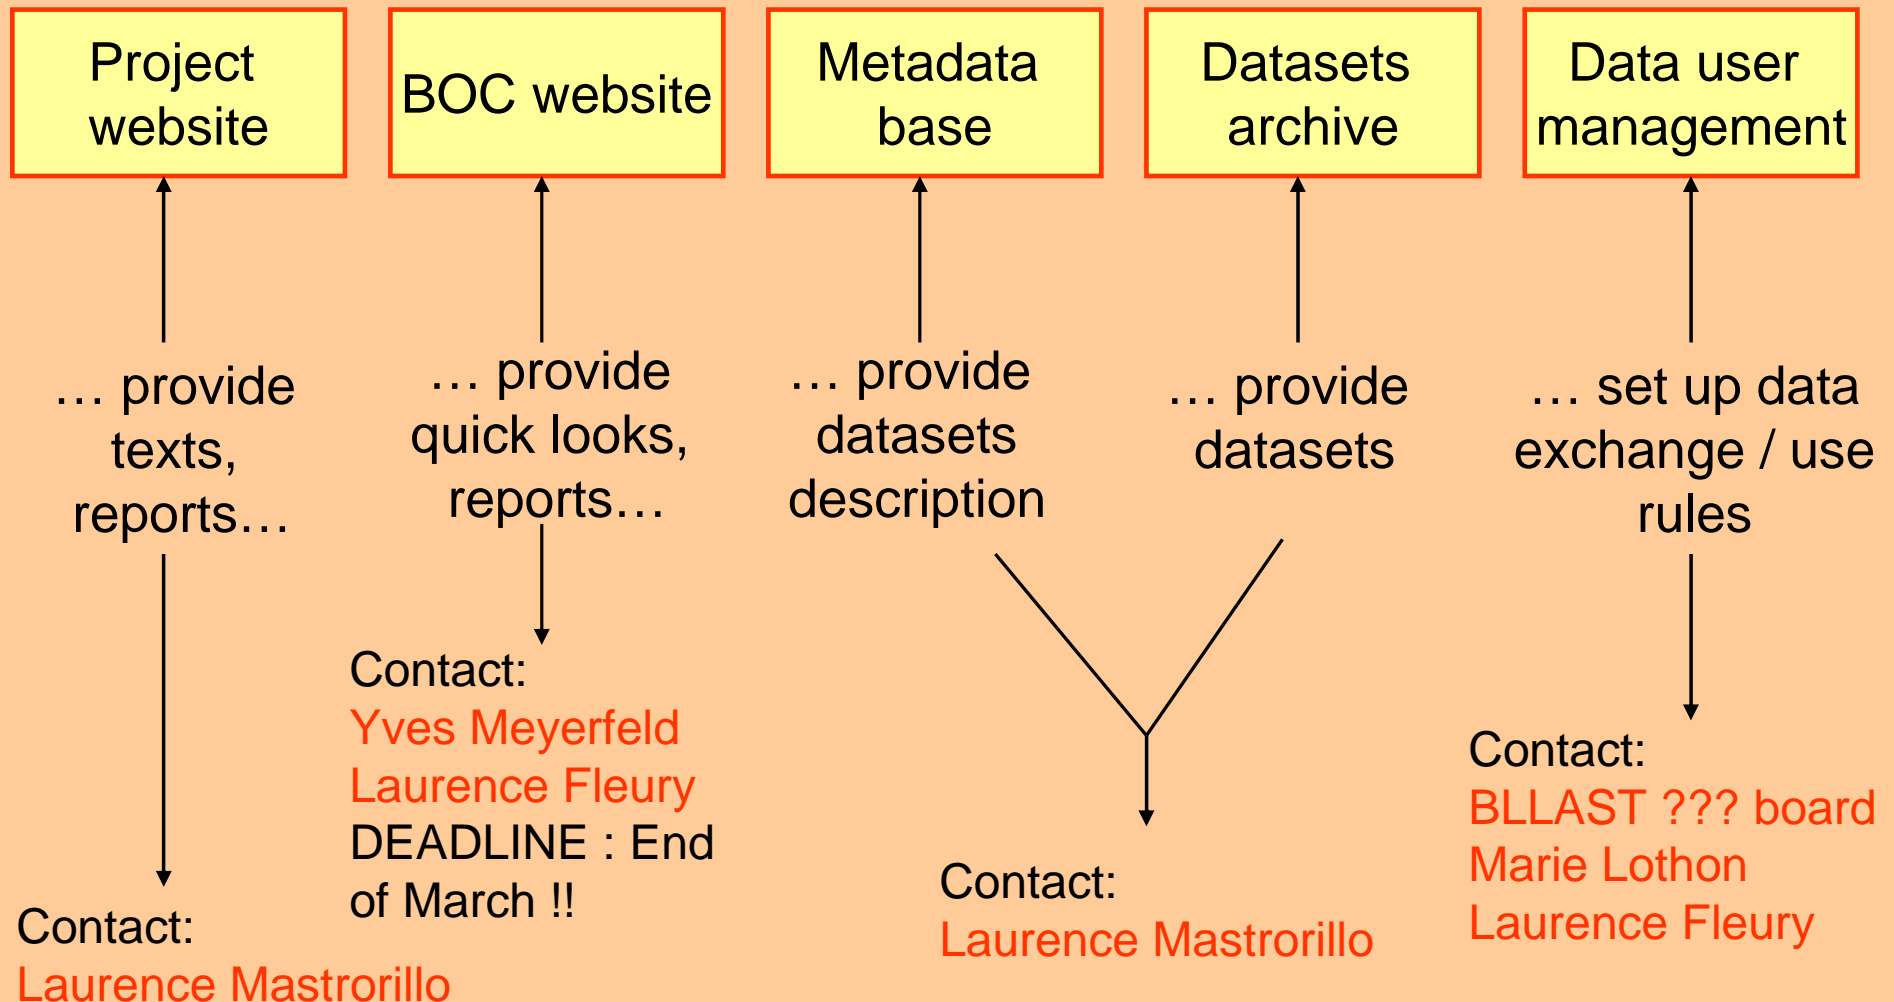 Project
website
BOC website
Metadata
base
Datasets
archive
Data user
management
… provide
texts,
reports…
… provide
quick looks,
reports…
… provide
datasets
description
… provide
datasets
… set up data
exchange / use
rules
Contact:
Laurence Mastrorillo
Contact:
Yves Meyerfeld
Laurence Fleury
DEADLINE : End
of March !!
Contact:
Laurence Mastrorillo
Contact:
BLLAST ??? board
Marie Lothon
Laurence Fleury